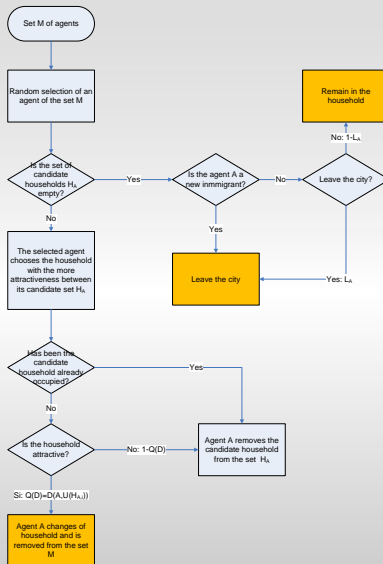 Set M of agents
Random selection of an
agent of the set M
Remain in the
household
No: 1-LA
Is the set of
candidate
households HA
empty?
Yes
Is the agent A a
new inmmigrant?
No
Leave the city?
No
Yes
The selected agent
chooses the household
with the more
attractiveness between
its candidate set HA
Leave the city
Yes: LA
Has been the
candidate
household already
occupied?
Yes
No
Is the household
attractive?
No: 1-Q(D)
Agent A removes the
candidate household
from the set HA
Si: Q(D)=D(A,U(HA,i))
Agent A changes of
household and is
removed from the set
M